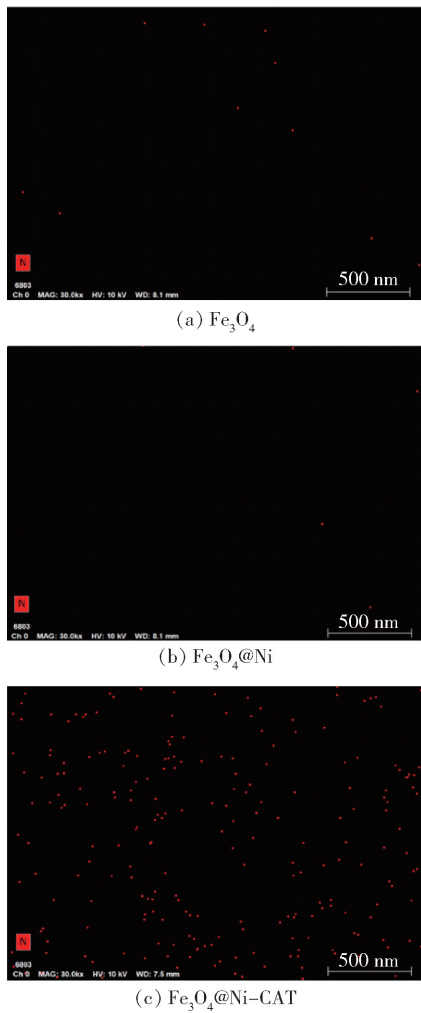 N
6803
Ch 0 MAG: 30.0kx HV: 10 kV WD: 8.1 mm
500 nm
(a) Fe₃O₄
N
6803
Ch 0 MAG: 30.0kx HV: 10 kV WD: 8.1 mm
500 nm
(b) Fe₃O₄@Ni
N
6803
Ch 0 MAG: 30.0kx HV: 10 kV WD: 7.5 mm
500 nm
(c) Fe₃O₄@Ni-CAT